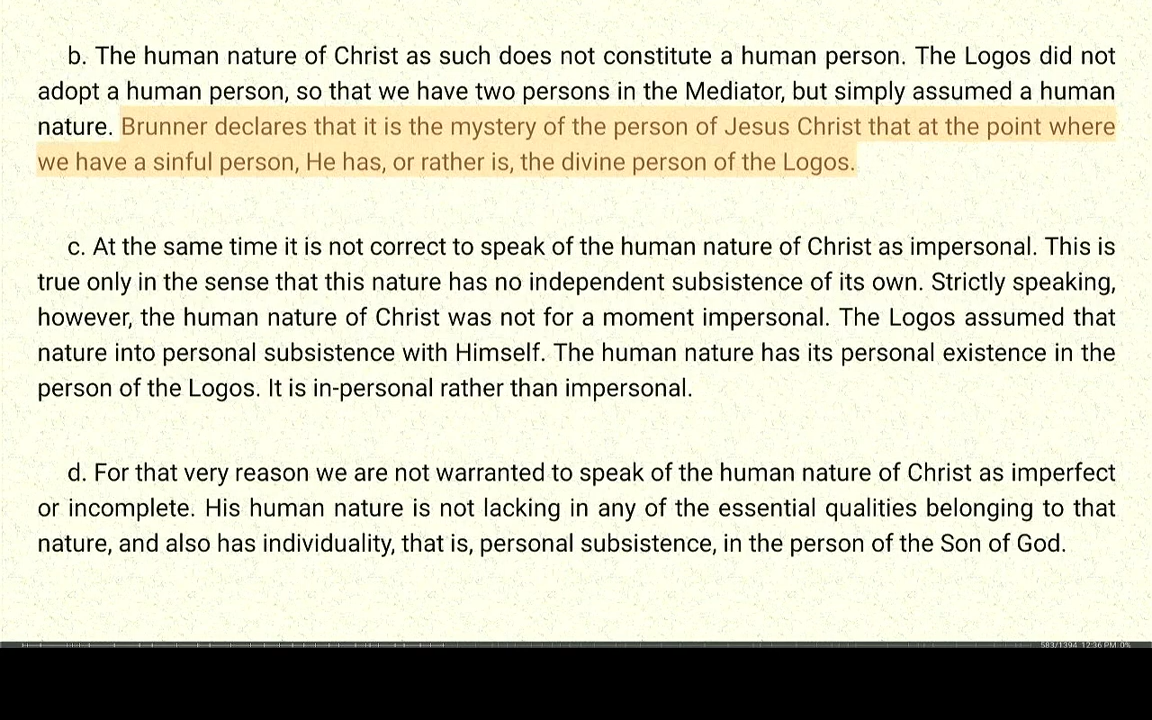 b. The human nature of Christ as such does not constitute a human person. The Logos did not
adopt a human person, so that we have two persons in the Mediator, but simply assumed a human
nature. Brunner declares that it is the mystery of the person of Jesus Christ that at the point where
we have a sinful person, He has, or rather is, the divine person of the Logos.
c. At the same time it is not correct to speak of the human nature of Christ as impersonal. This is
true only in the sense that this nature has no independent subsistence of its own. Strictly speaking,
however, the human nature of Christ was not for a moment impersonal. The Logos assumed that
nature into personal subsistence with Himself. The human nature has its personal existence in the
person of the Logos. It is in-personal rather than impersonal.
d. For that very reason we are not warranted to speak of the human nature of Christ as imperfect
or incomplete. His human nature is not lacking in any of the essential qualities belonging to that
nature, and also has individuality, that is, personal subsistence, in the person of the Son of God.
583/1394 12:36 PM 0%